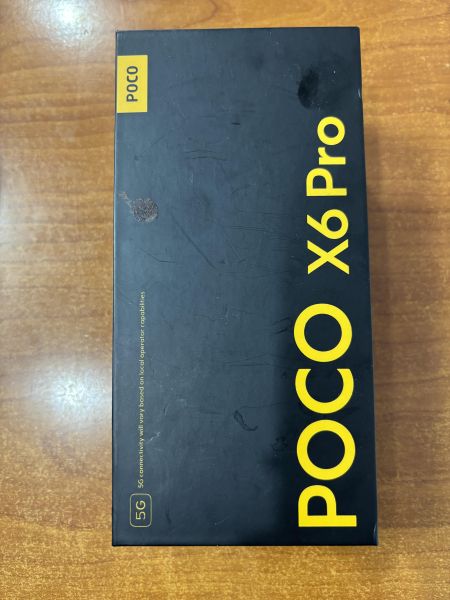 POCO
POCO X6 Pro
5G
5G connectivity will vary based on local operator capabilities